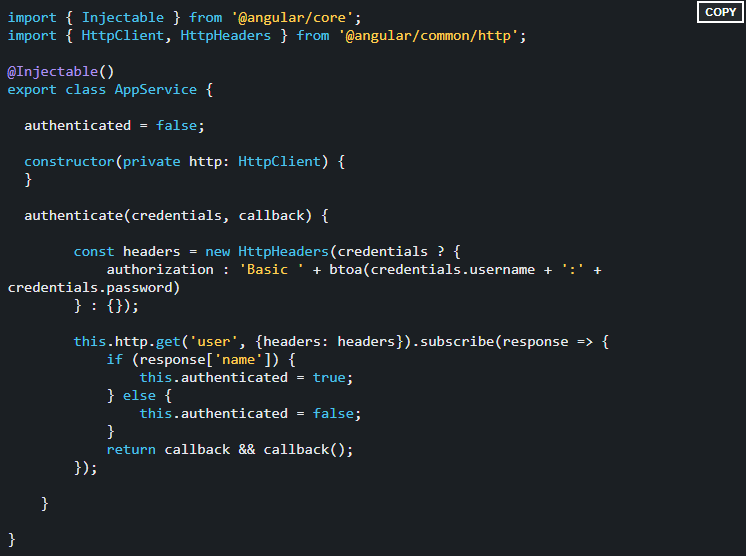 COPY
import { Injectable } from '@angular/core';
import { HttpClient, HttpHeaders } from '@angular/common/http';
@Injectable()
export class AppService {
authenticated = false;
constructor(private http: HttpClient) {
}
authenticate(credentials, callback) {
const headers = new HttpHeaders(credentials ? {
authorization : 'Basic ' + btoa(credentials.username + ':' +
credentials.password)
} : {});
this.http.get('user', {headers: headers}).subscribe(response => {
if (response['name']) {
this.authenticated = true;
} else {
this.authenticated = false;
}
return callback && callback();
});
}
}